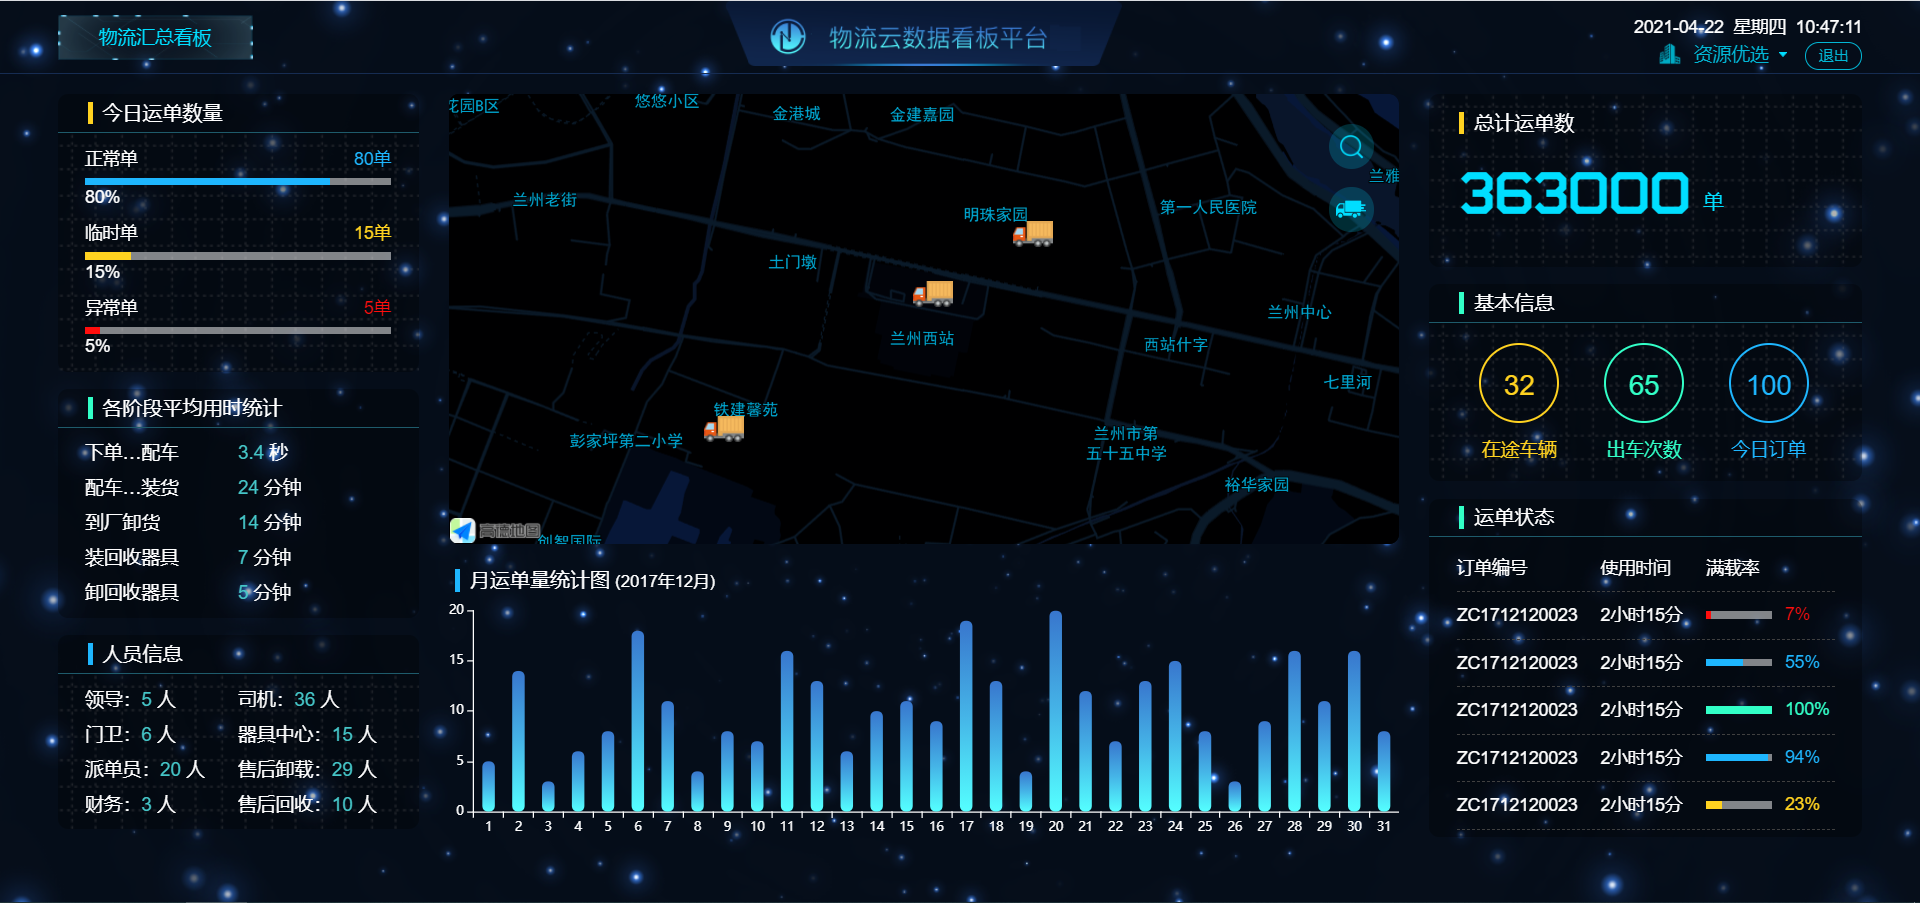 物流汇总看板
物流云数据看板平台
2021-04-22 星期四 10:47:11
资源优选
退出
今日运单数量
正常单 80单
80%
临时单 15单
15%
异常单 5单
5%
各阶段平均用时统计
下单...配车 3.4 秒
配车...装货 24 分钟
到厂卸货 14 分钟
装回收器具 7 分钟
卸回收器具 5 分钟
人员信息
领导：5 人 司机：36 人
门卫：6 人 器具中心：15 人
派单员：20 人 售后卸载：29 人
财务：3 人 售后回收：10 人
花园B区
悠悠小区
金港城
金建嘉园
兰雅
兰州老街
明珠家园
第一人民医院
土门墩
兰州中心
兰州西站
西站什字
七里河
铁建馨苑
彭家坪第二小学
兰州市第
五十五中学
裕华家园
高德地图
创智国际
月运单量统计图 (2017年12月)
20
15
10
5
0
1 2 3 4 5 6 7 8 9 10 11 12 13 14 15 16 17 18 19 20 21 22 23 24 25 26 27 28 29 30 31
总计运单数
363000 单
基本信息
32 65 100
在途车辆 出车次数 今日订单
运单状态
订单编号 使用时间 满载率
ZC1712120023 2小时15分 7%
ZC1712120023 2小时15分 55%
ZC1712120023 2小时15分 100%
ZC1712120023 2小时15分 94%
ZC1712120023 2小时15分 23%